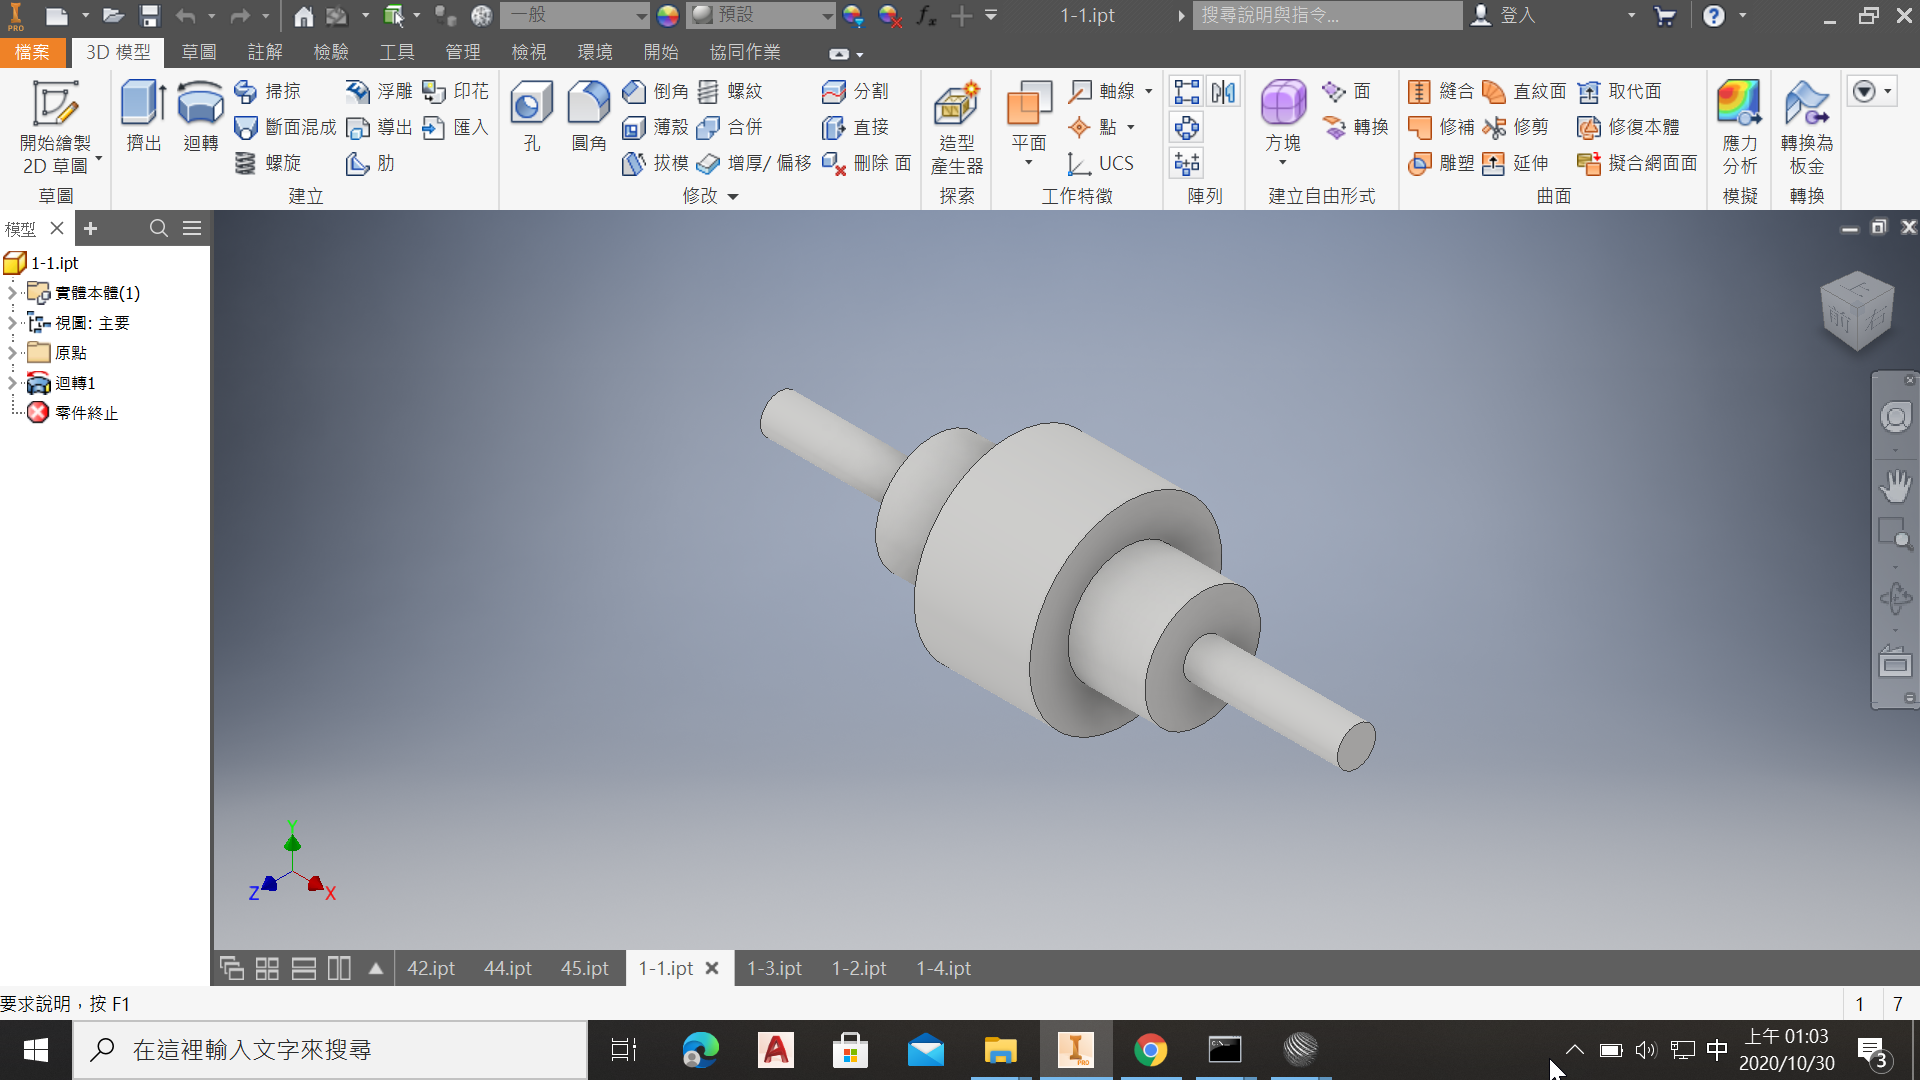 PRO
一般
預設
1-1.ipt
搜尋說明與指令...
登入
檔案
3D 模型
草圖
註解
檢驗
工具
管理
檢視
環境
開始
協同作業
開始繪製
2D 草圖
草圖
擠出
迴轉
掃掠
斷面混成
螺旋
浮雕
導出
肋
印花
匯入
建立
孔
圓角
倒角
薄殼
拔模
螺紋
合併
增厚/ 偏移
分割
直接
刪除 面
修改
造型
產生器
探索
平面
軸線
點
UCS
工作特徵
陣列
方塊
面
轉換
建立自由形式
縫合
修補
雕塑
直紋面
修剪
延伸
取代面
修復本體
擬合網面面
曲面
應力
分析
模擬
轉換為
板金
轉換
模型
1-1.ipt
實體本體(1)
視圖: 主要
原點
迴轉1
零件終止
上
前
右
Y
Z
X
42.ipt
44.ipt
45.ipt
1-1.ipt
1-3.ipt
1-2.ipt
1-4.ipt
要求說明，按 F1
1
7
在這裡輸入文字來搜尋
PRO
中
上午 01:03
2020/10/30
3